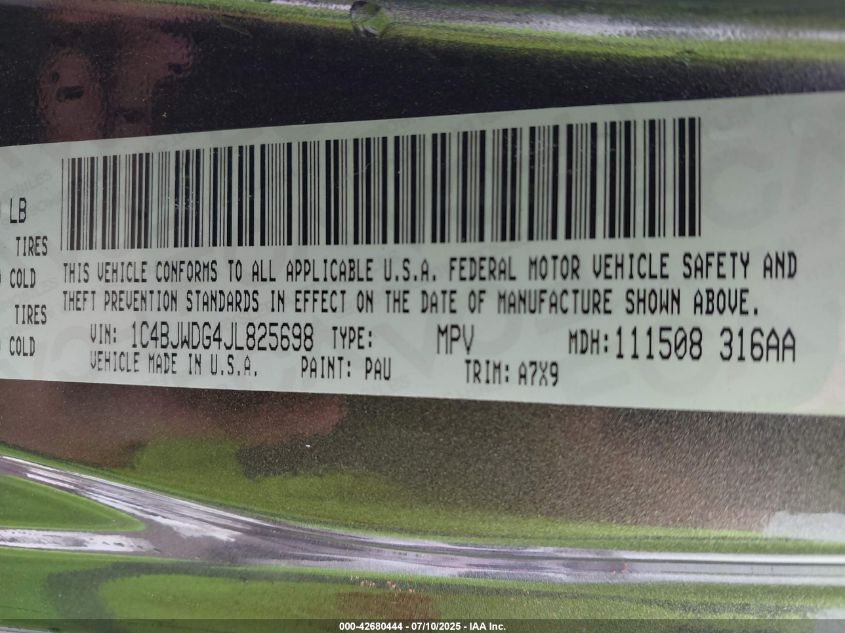 LB
TIRES
COLD
TIRES
COLD
THIS VEHICLE CONFORMS TO ALL APPLICABLE U.S.A. FEDERAL MOTOR VEHICLE SAFETY AND
THEFT PREVENTION STANDARDS IN EFFECT ON THE DATE OF MANUFACTURE SHOWN ABOVE.
VIN: 1C4BJWDG4JL825698 TYPE: MPV MDH: 111508 316AA
VEHICLE MADE IN U.S.A. PAINT: PAU TRIM: A7X9
000-42680444 - 07/10/2025 - IAA Inc.